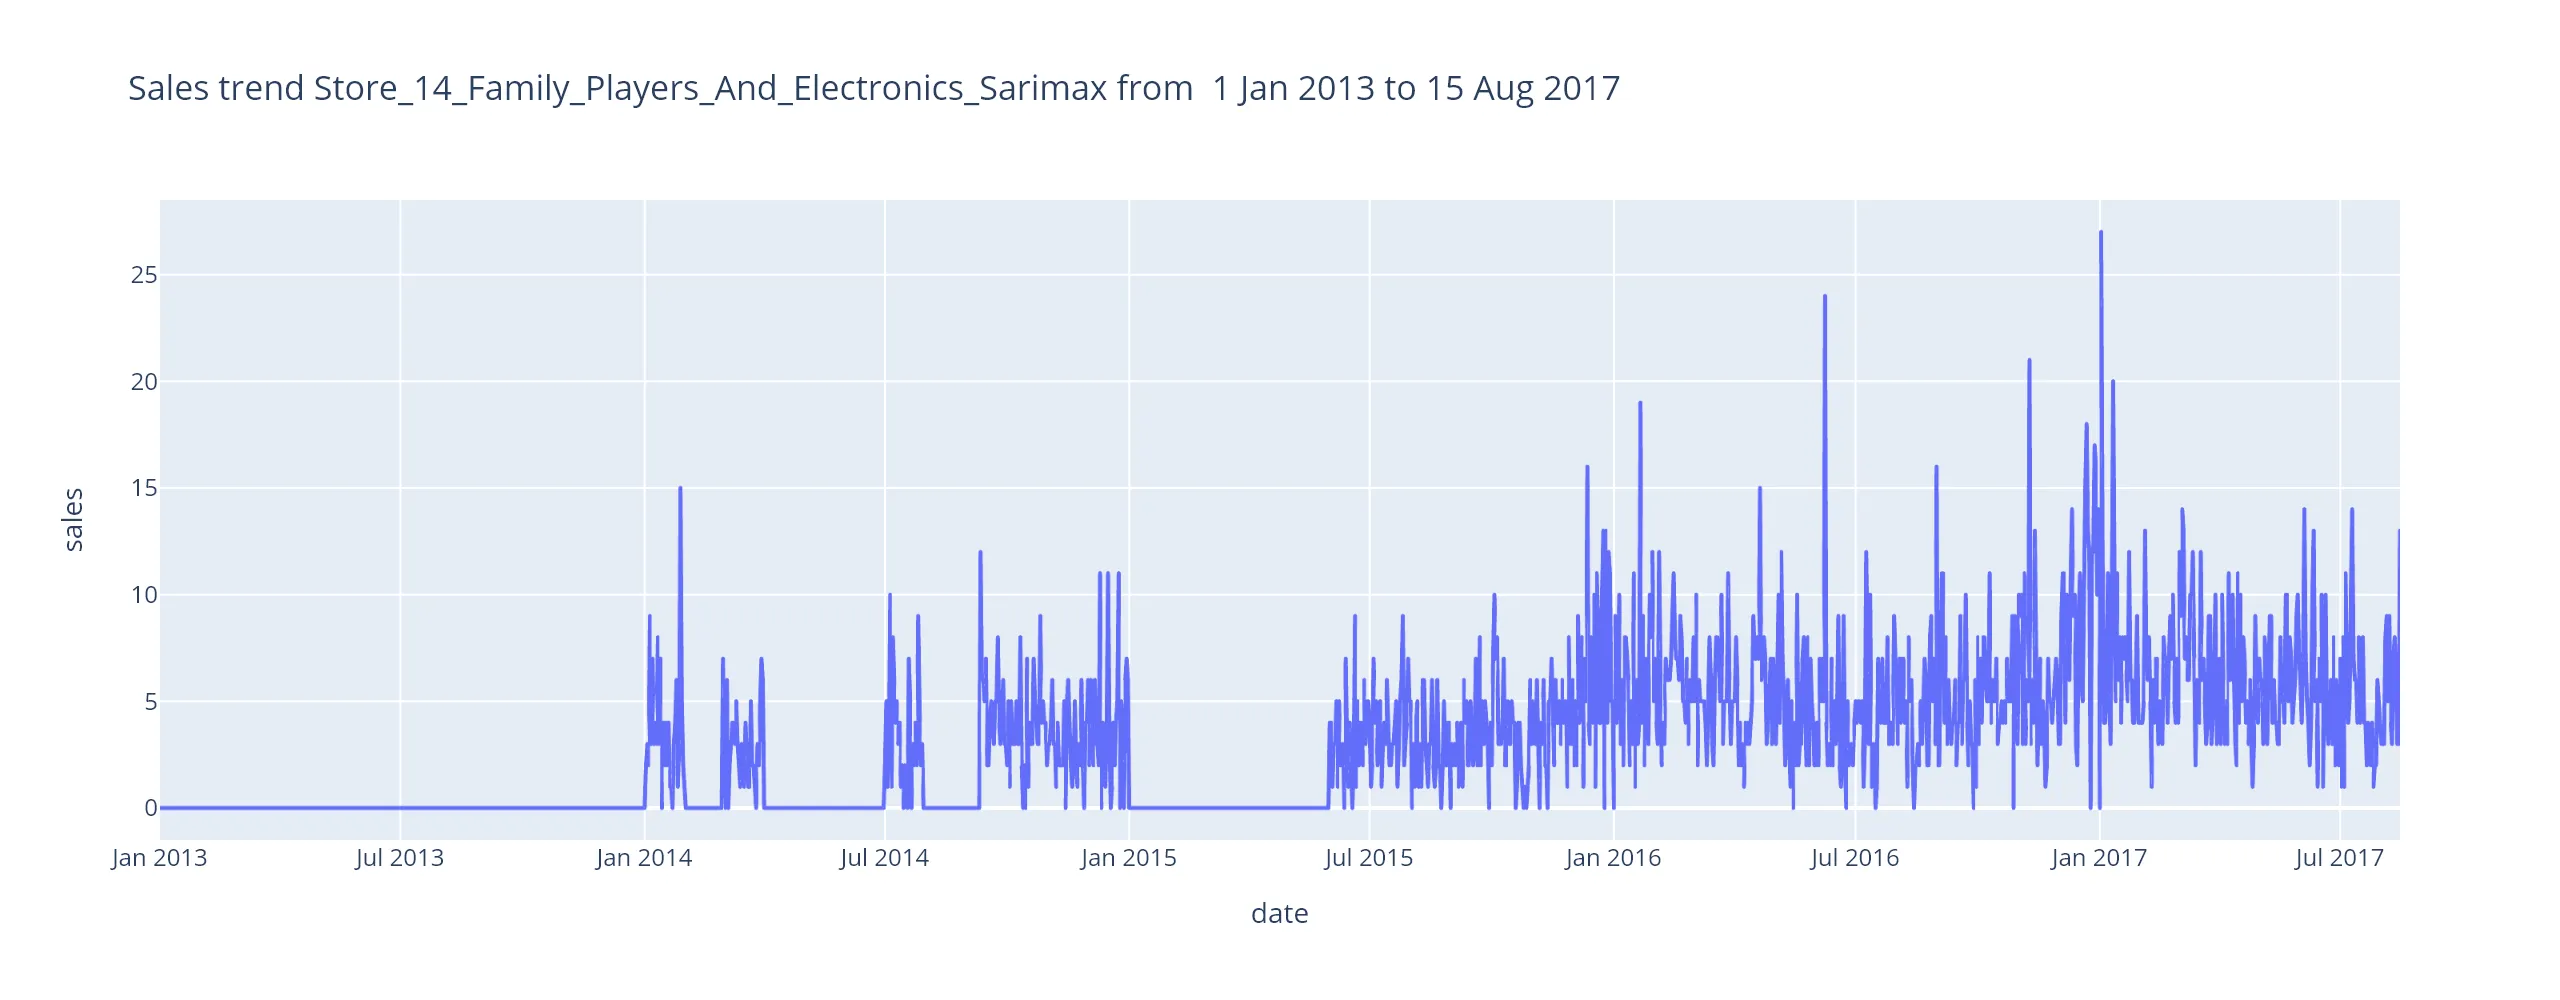 Sales trend Store_14_Family_Players_And_Electronics_Sarimax from  1 Jan 2013 to 15 Aug 2017
25
20
15
10
5
0
sales
Jan 2013 Jul 2013 Jan 2014 Jul 2014 Jan 2015 Jul 2015 Jan 2016 Jul 2016 Jan 2017 Jul 2017
date